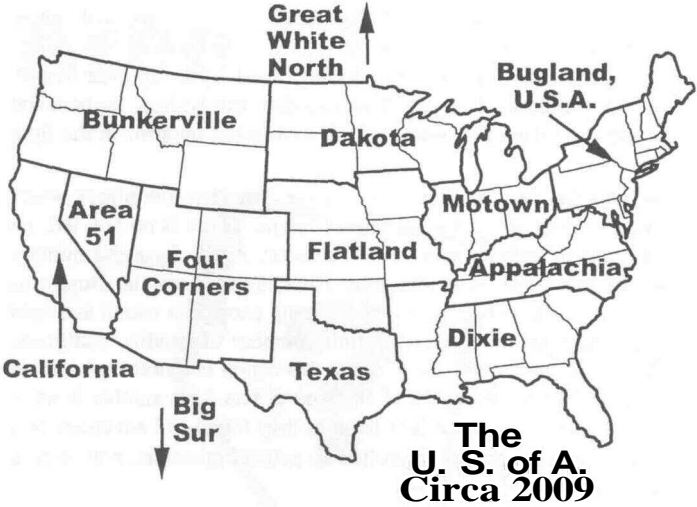 Great
White
North
Bugland,
U.S.A.
Bunkerville
Dakota
Area
51
Motown
Four
Corners
Flatland
Appalachia
Dixie
California
Texas
Big
Sur
The
U. S. of A.
Circa 2009